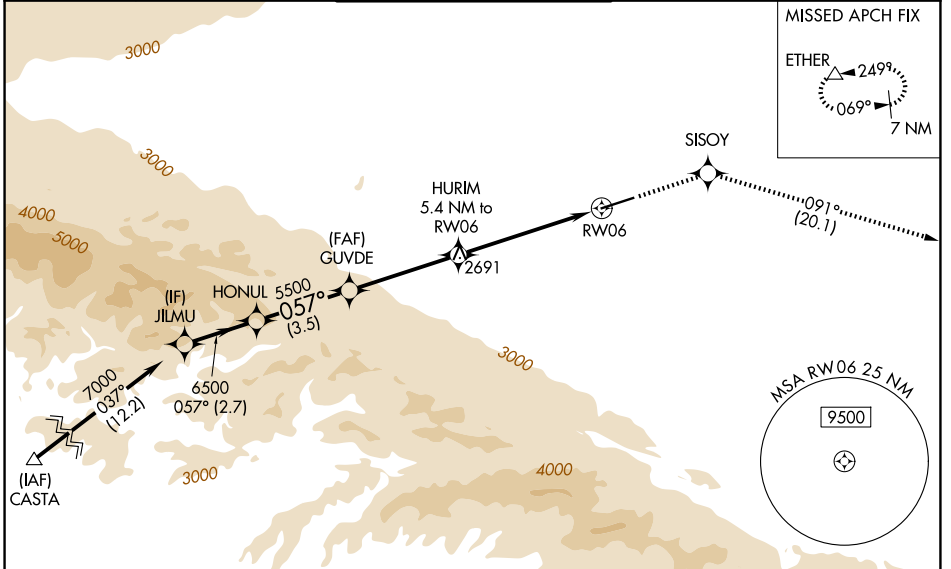 MISSED APCH FIX
ETHER
249°
069°
7 NM
3000
3000
4000
5000
SISOY
091°
(20.1)
HURIM
5.4 NM to
RW06
2691
RW06
(FAF)
GUVDE
5500
057°
(3.5)
HONUL
(IF)
JILMU
6500
057° (2.7)
7000
037°
(12.2)
(IAF)
CASTA
3000
3000
4000
MSA RW06 25 NM
9500